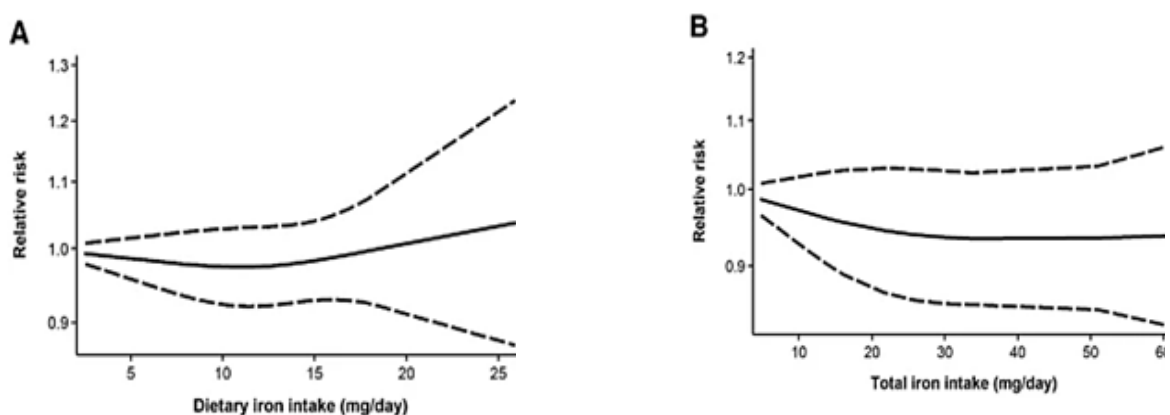 A
Relative risk
1.3
1.2
1.1
1.0
0.9
5 10 15 20 25
Dietary iron intake (mg/day)
B
Relative risk
1.2
1.1
1.0
0.9
10 20 30 40 50
Total iron intake (mg/day)